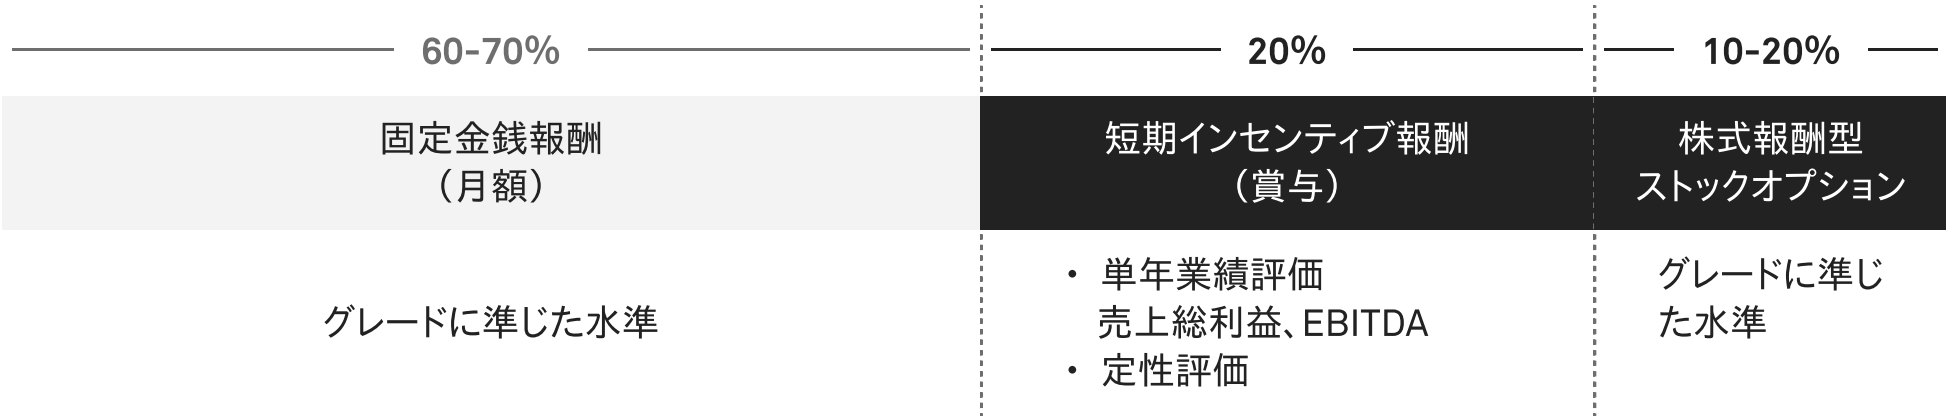 60-70%
20%
10-20%
固定金銭報酬
（月額）
短期インセンティブ報酬
（賞与）
株式報酬型
ストックオプション
グレードに準じた水準
・ 単年業績評価
売上総利益、EBITDA
・ 定性評価
グレードに準じ
た水準